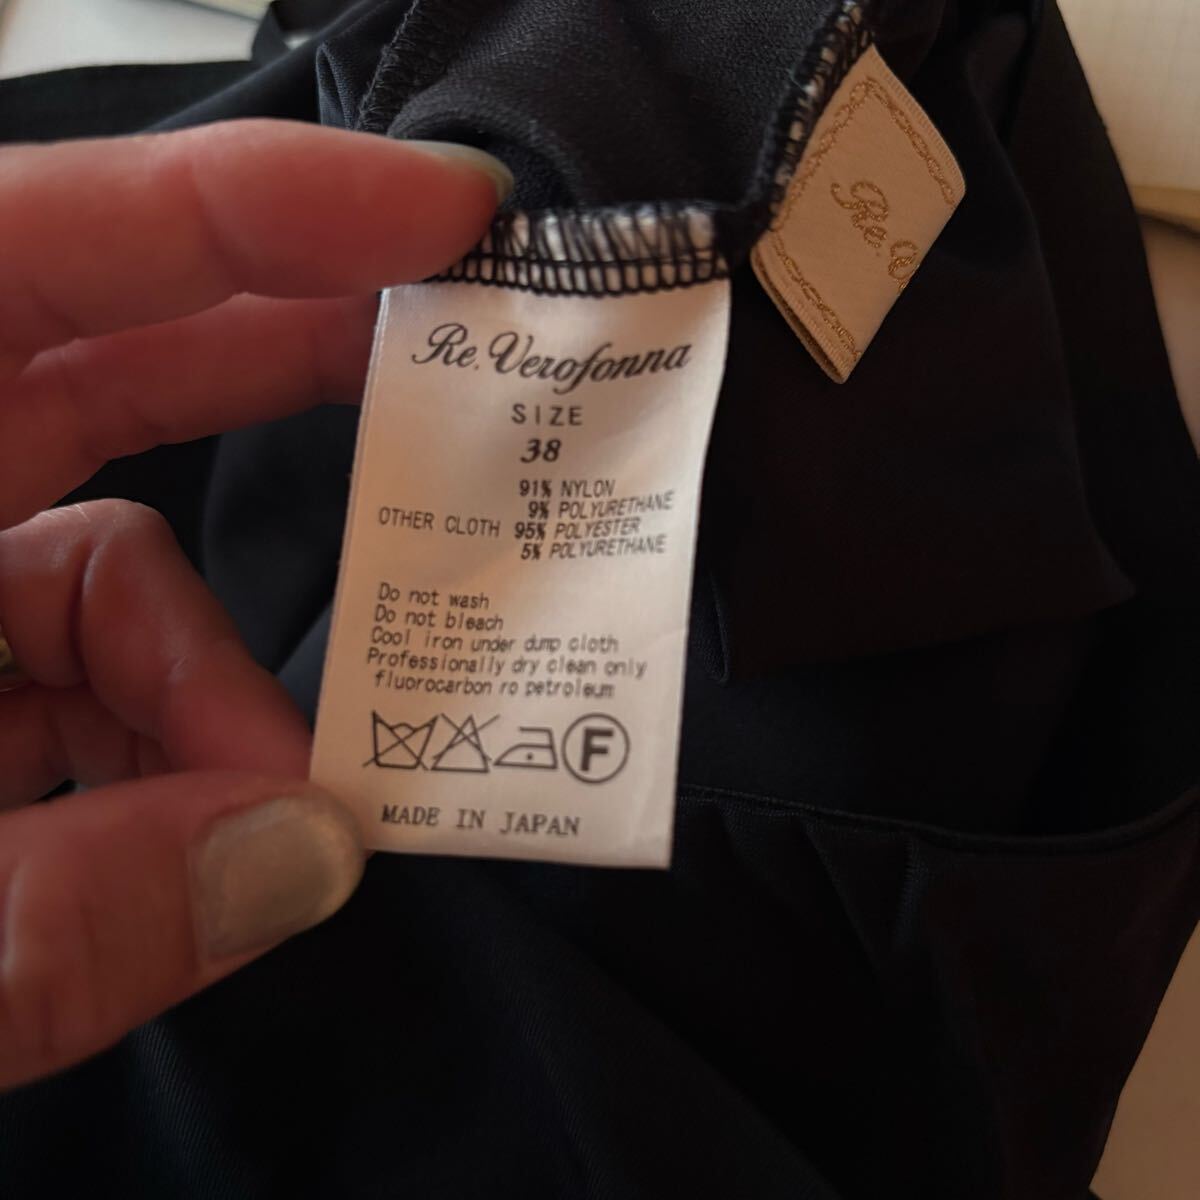 Re. V
Re. Verofonna
SIZE
38
91% NYLON
9% POLYURETHANE
OTHER CLOTH 95% POLYESTER
5% POLYURETHANE
Do not wash
Do not bleach
Cool iron under dump cloth
Professionally dry clean only
fluorocarbon ro petroleum
F
MADE IN JAPAN